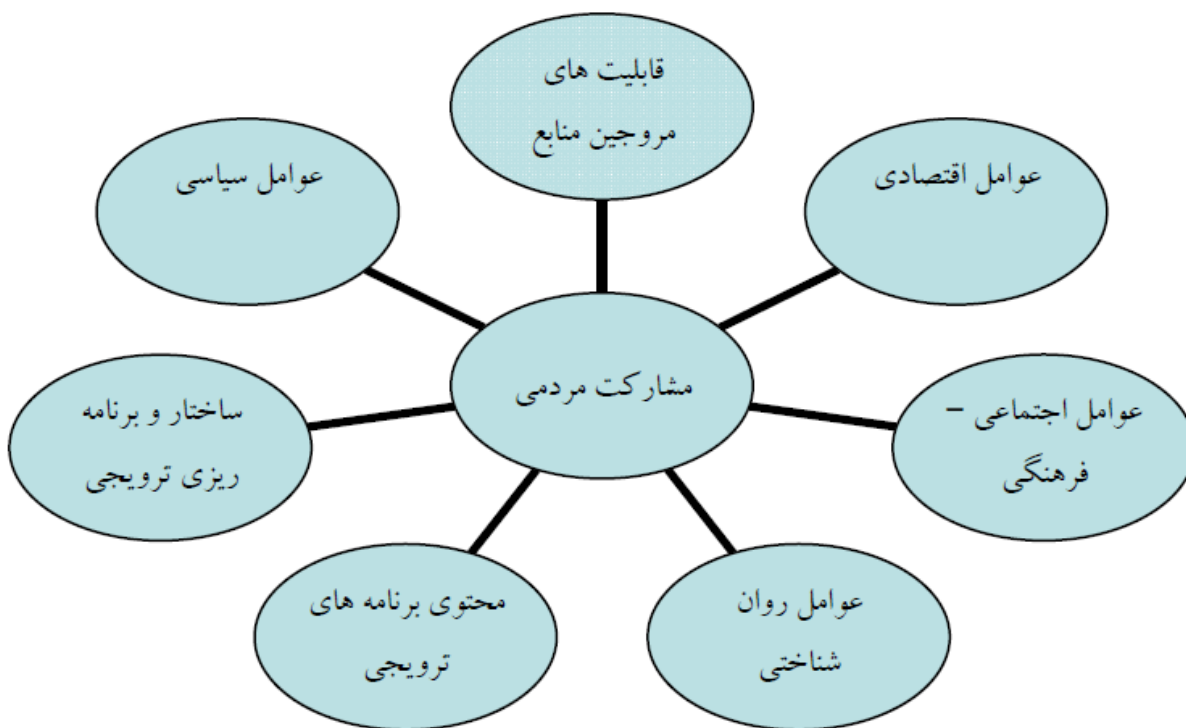 قابلیت های
مروجین منابع
عوامل اقتصادی
عوامل سیاسی
مشارکت مردمی
عوامل اجتماعی –
فرهنگی
ساختار و برنامه
ریزی ترویجی
عوامل روان
شناختی
محتوی برنامه های
ترویجی